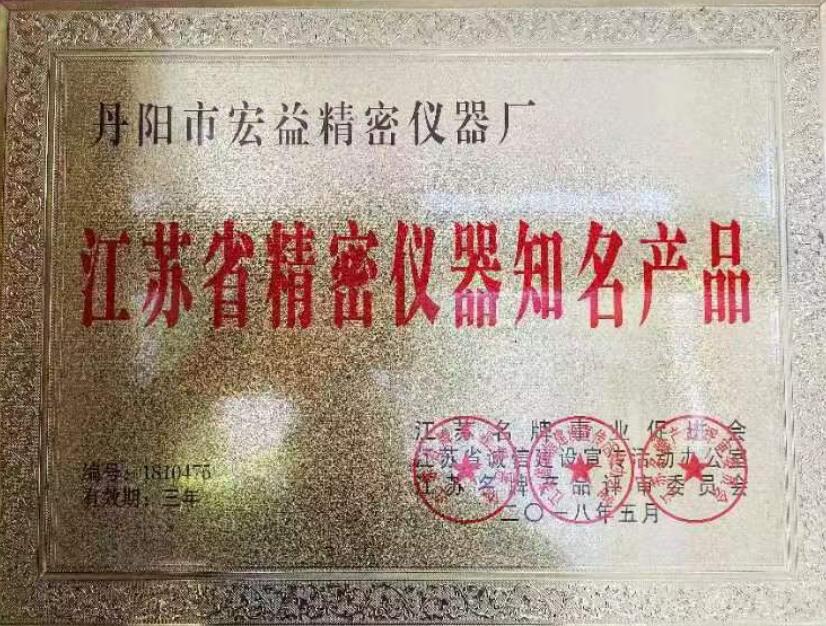 丹阳市宏益精密仪器厂
江苏省精密仪器知名产品
编号：1810475
有效期：三年
江苏名牌事业促进会
江苏省诚信建设宣传活动办公室
江苏名牌产品评审委员会
二〇一八年五月